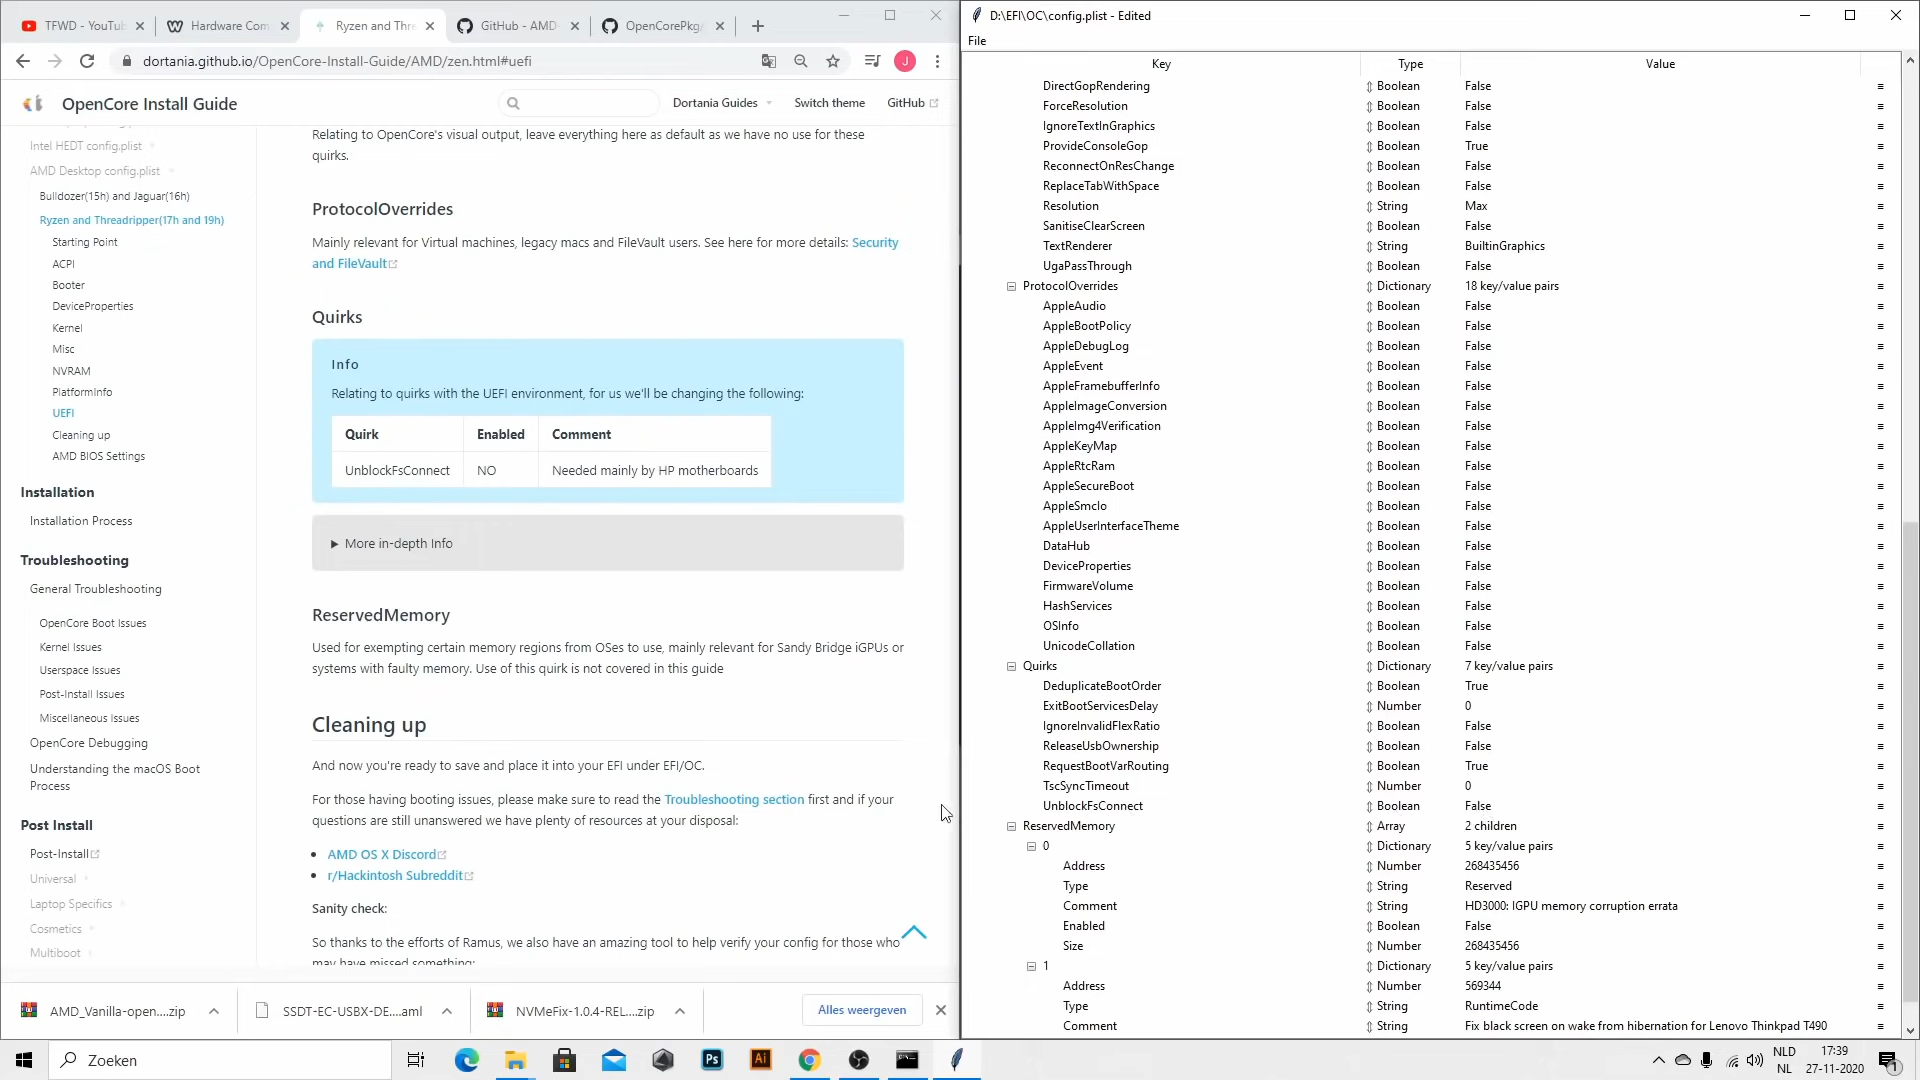 TFWD - YouTub
Hardware Com
Ryzen and Thre
GitHub - AMD-
OpenCorePkg/
dortania.github.io/OpenCore-Install-Guide/AMD/zen.html#uefi
J
OpenCore Install Guide
Dortania Guides
Switch theme
GitHub
Intel HEDT config.plist
AMD Desktop config.plist
Bulldozer(15h) and Jaguar(16h)
Ryzen and Threadripper(17h and 19h)
Starting Point
ACPI
Booter
DeviceProperties
Kernel
Misc
NVRAM
PlatformInfo
UEFI
Cleaning up
AMD BIOS Settings
Installation
Installation Process
Troubleshooting
General Troubleshooting
OpenCore Boot Issues
Kernel Issues
Userspace Issues
Post-Install Issues
Miscellaneous Issues
OpenCore Debugging
Understanding the macOS Boot
Process
Post Install
Post-Install
Universal
Laptop Specifics
Cosmetics
Multiboot
Relating to OpenCore's visual output, leave everything here as default as we have no use for these
quirks.
ProtocolOverrides
Mainly relevant for Virtual machines, legacy macs and FileVault users. See here for more details: Security
and FileVault
Quirks
Info
Relating to quirks with the UEFI environment, for us we'll be changing the following:
Quirk Enabled Comment
UnblockFsConnect NO Needed mainly by HP motherboards
▶ More in-depth Info
ReservedMemory
Used for exempting certain memory regions from OSes to use, mainly relevant for Sandy Bridge iGPUs or
systems with faulty memory. Use of this quirk is not covered in this guide
Cleaning up
And now you're ready to save and place it into your EFI under EFI/OC.
For those having booting issues, please make sure to read the Troubleshooting section first and if your
questions are still unanswered we have plenty of resources at your disposal:
• AMD OS X Discord
• r/Hackintosh Subreddit
Sanity check:
So thanks to the efforts of Ramus, we also have an amazing tool to help verify your config for those who
may have missed something:
AMD_Vanilla-open....zip
SSDT-EC-USBX-DE....aml
NVMeFix-1.0.4-REL....zip
Alles weergeven
D:\EFI\OC\config.plist - Edited
File
Key Type Value
DirectGopRendering Boolean False
ForceResolution Boolean False
IgnoreTextInGraphics Boolean False
ProvideConsoleGop Boolean True
ReconnectOnResChange Boolean False
ReplaceTabWithSpace Boolean False
Resolution String Max
SanitiseClearScreen Boolean False
TextRenderer String BuiltinGraphics
UgaPassThrough Boolean False
ProtocolOverrides Dictionary 18 key/value pairs
AppleAudio Boolean False
AppleBootPolicy Boolean False
AppleDebugLog Boolean False
AppleEvent Boolean False
AppleFramebufferInfo Boolean False
AppleImageConversion Boolean False
AppleImg4Verification Boolean False
AppleKeyMap Boolean False
AppleRtcRam Boolean False
AppleSecureBoot Boolean False
AppleSmcIo Boolean False
AppleUserInterfaceTheme Boolean False
DataHub Boolean False
DeviceProperties Boolean False
FirmwareVolume Boolean False
HashServices Boolean False
OSInfo Boolean False
UnicodeCollation Boolean False
Quirks Dictionary 7 key/value pairs
DeduplicateBootOrder Boolean True
ExitBootServicesDelay Number 0
IgnoreInvalidFlexRatio Boolean False
ReleaseUsbOwnership Boolean False
RequestBootVarRouting Boolean True
TscSyncTimeout Number 0
UnblockFsConnect Boolean False
ReservedMemory Array 2 children
0 Dictionary 5 key/value pairs
Address Number 268435456
Type String Reserved
Comment String HD3000: IGPU memory corruption errata
Enabled Boolean False
Size Number 268435456
1 Dictionary 5 key/value pairs
Address Number 569344
Type String RuntimeCode
Comment String Fix black screen on wake from hibernation for Lenovo Thinkpad T490
Zoeken
Ps
Ai
NLD
NL
17:39
27-11-2020
1